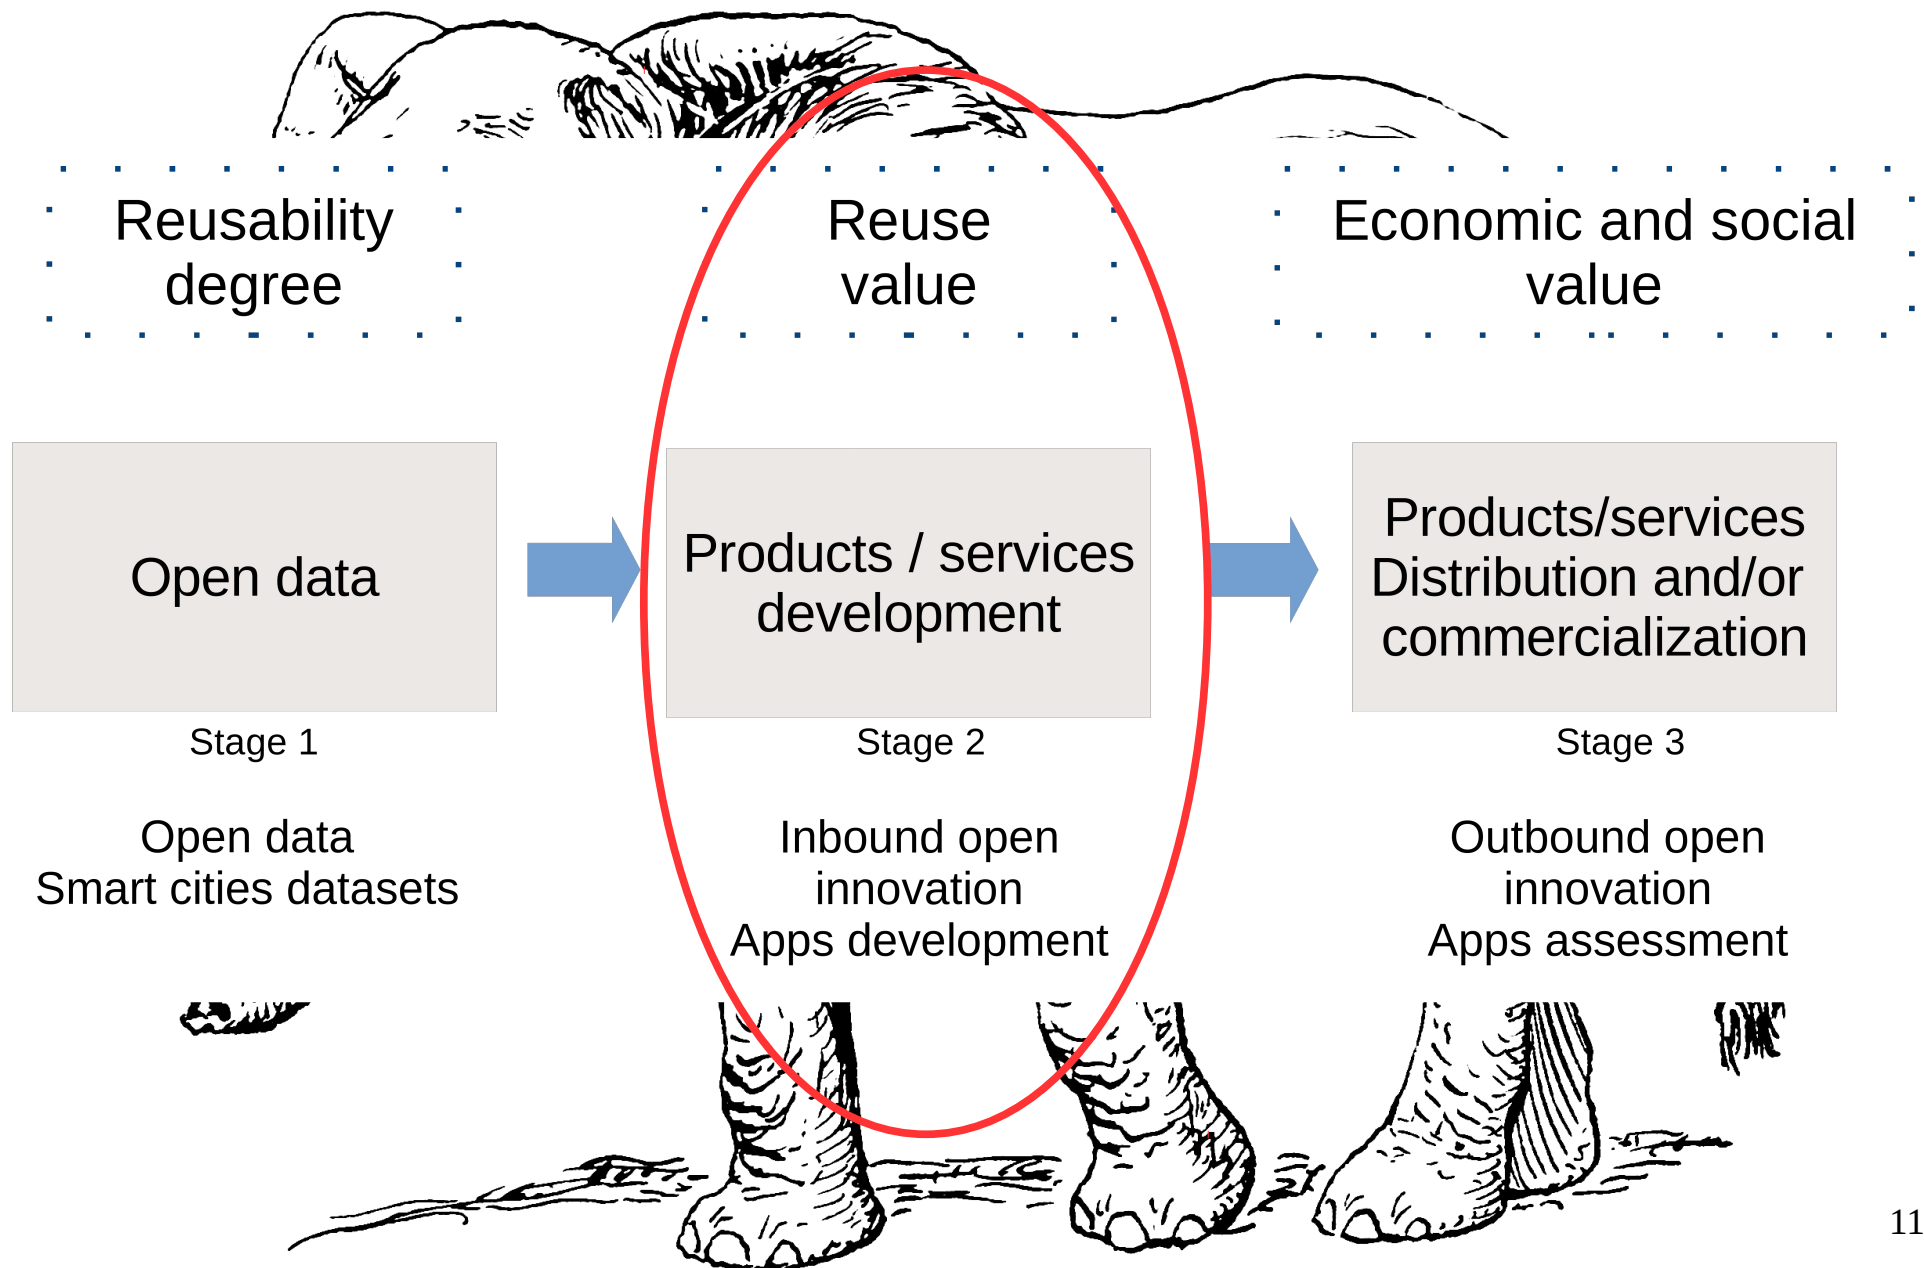 Reusability
degree
Reuse
value
Economic and social
value
Open data
Products / services
development
Products/services
Distribution and/or
commercialization
Stage 1
Stage 2
Stage 3
Open data
Smart cities datasets
Inbound open
innovation
Apps development
Outbound open
innovation
Apps assessment
11